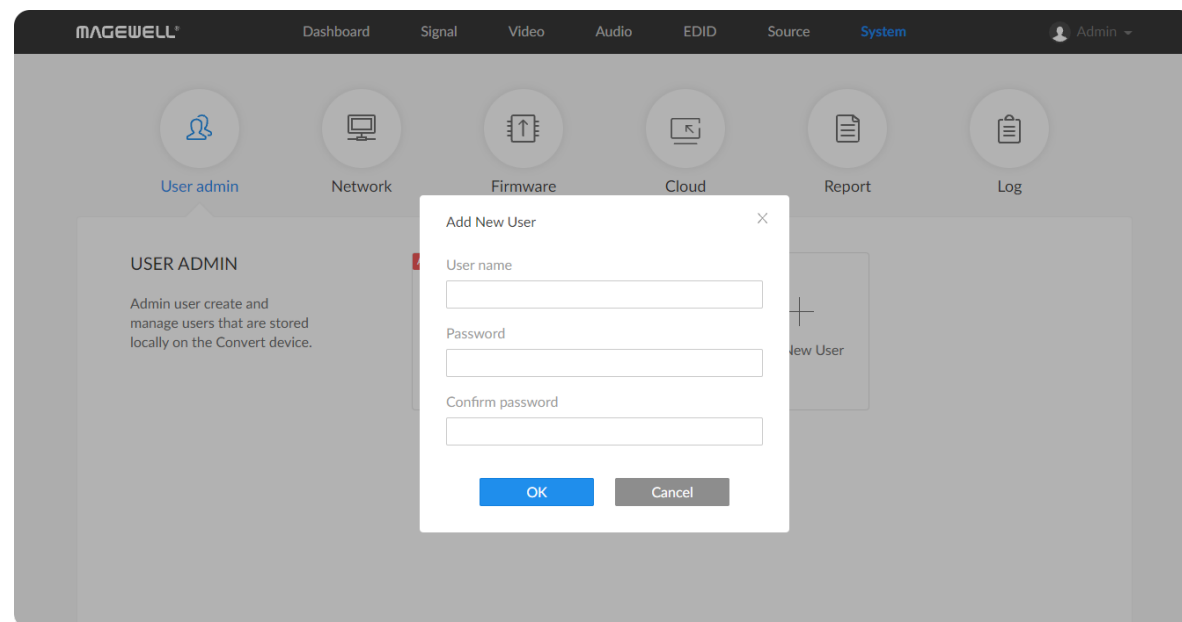 MAGEWELL®
Dashboard Signal Video Audio EDID Source System Admin
User admin Network Firmware Cloud Report Log
Add New User
USER ADMIN
Admin user create and
manage users that are stored
locally on the Convert device.
User name
Password
Confirm password
New User
OK Cancel